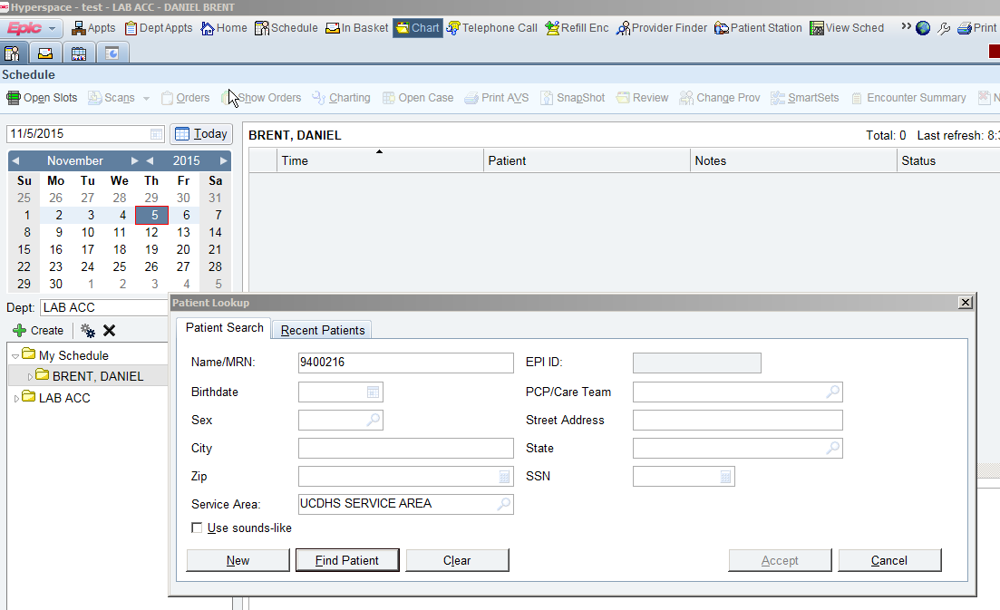 Hyperspace - test - LAB ACC - DANIEL BRENT
Epic Appts Dept Appts Home Schedule In Basket Chart Telephone Call Refill Enc Provider Finder Patient Station View Sched Print
Schedule
Open Slots Scans Orders Show Orders Charting Open Case Print AVS SnapShot Review Change Prov SmartSets Encounter Summary N
11/5/2015 Today
November 2015
Su Mo Tu We Th Fr Sa
25 26 27 28 29 30 31
1 2 3 4 5 6 7
8 9 10 11 12 13 14
15 16 17 18 19 20 21
22 23 24 25 26 27 28
29 30 1 2 3 4 5
Dept: LAB ACC
Create
My Schedule
BRENT, DANIEL
LAB ACC
BRENT, DANIEL Total: 0 Last refresh: 8:3
Time Patient Notes Status
Patient Lookup
Patient Search Recent Patients
Name/MRN: 9400216 EPI ID:
Birthdate PCP/Care Team
Sex Street Address
City State
Zip SSN
Service Area: UCDHS SERVICE AREA
Use sounds-like
New Find Patient Clear Accept Cancel